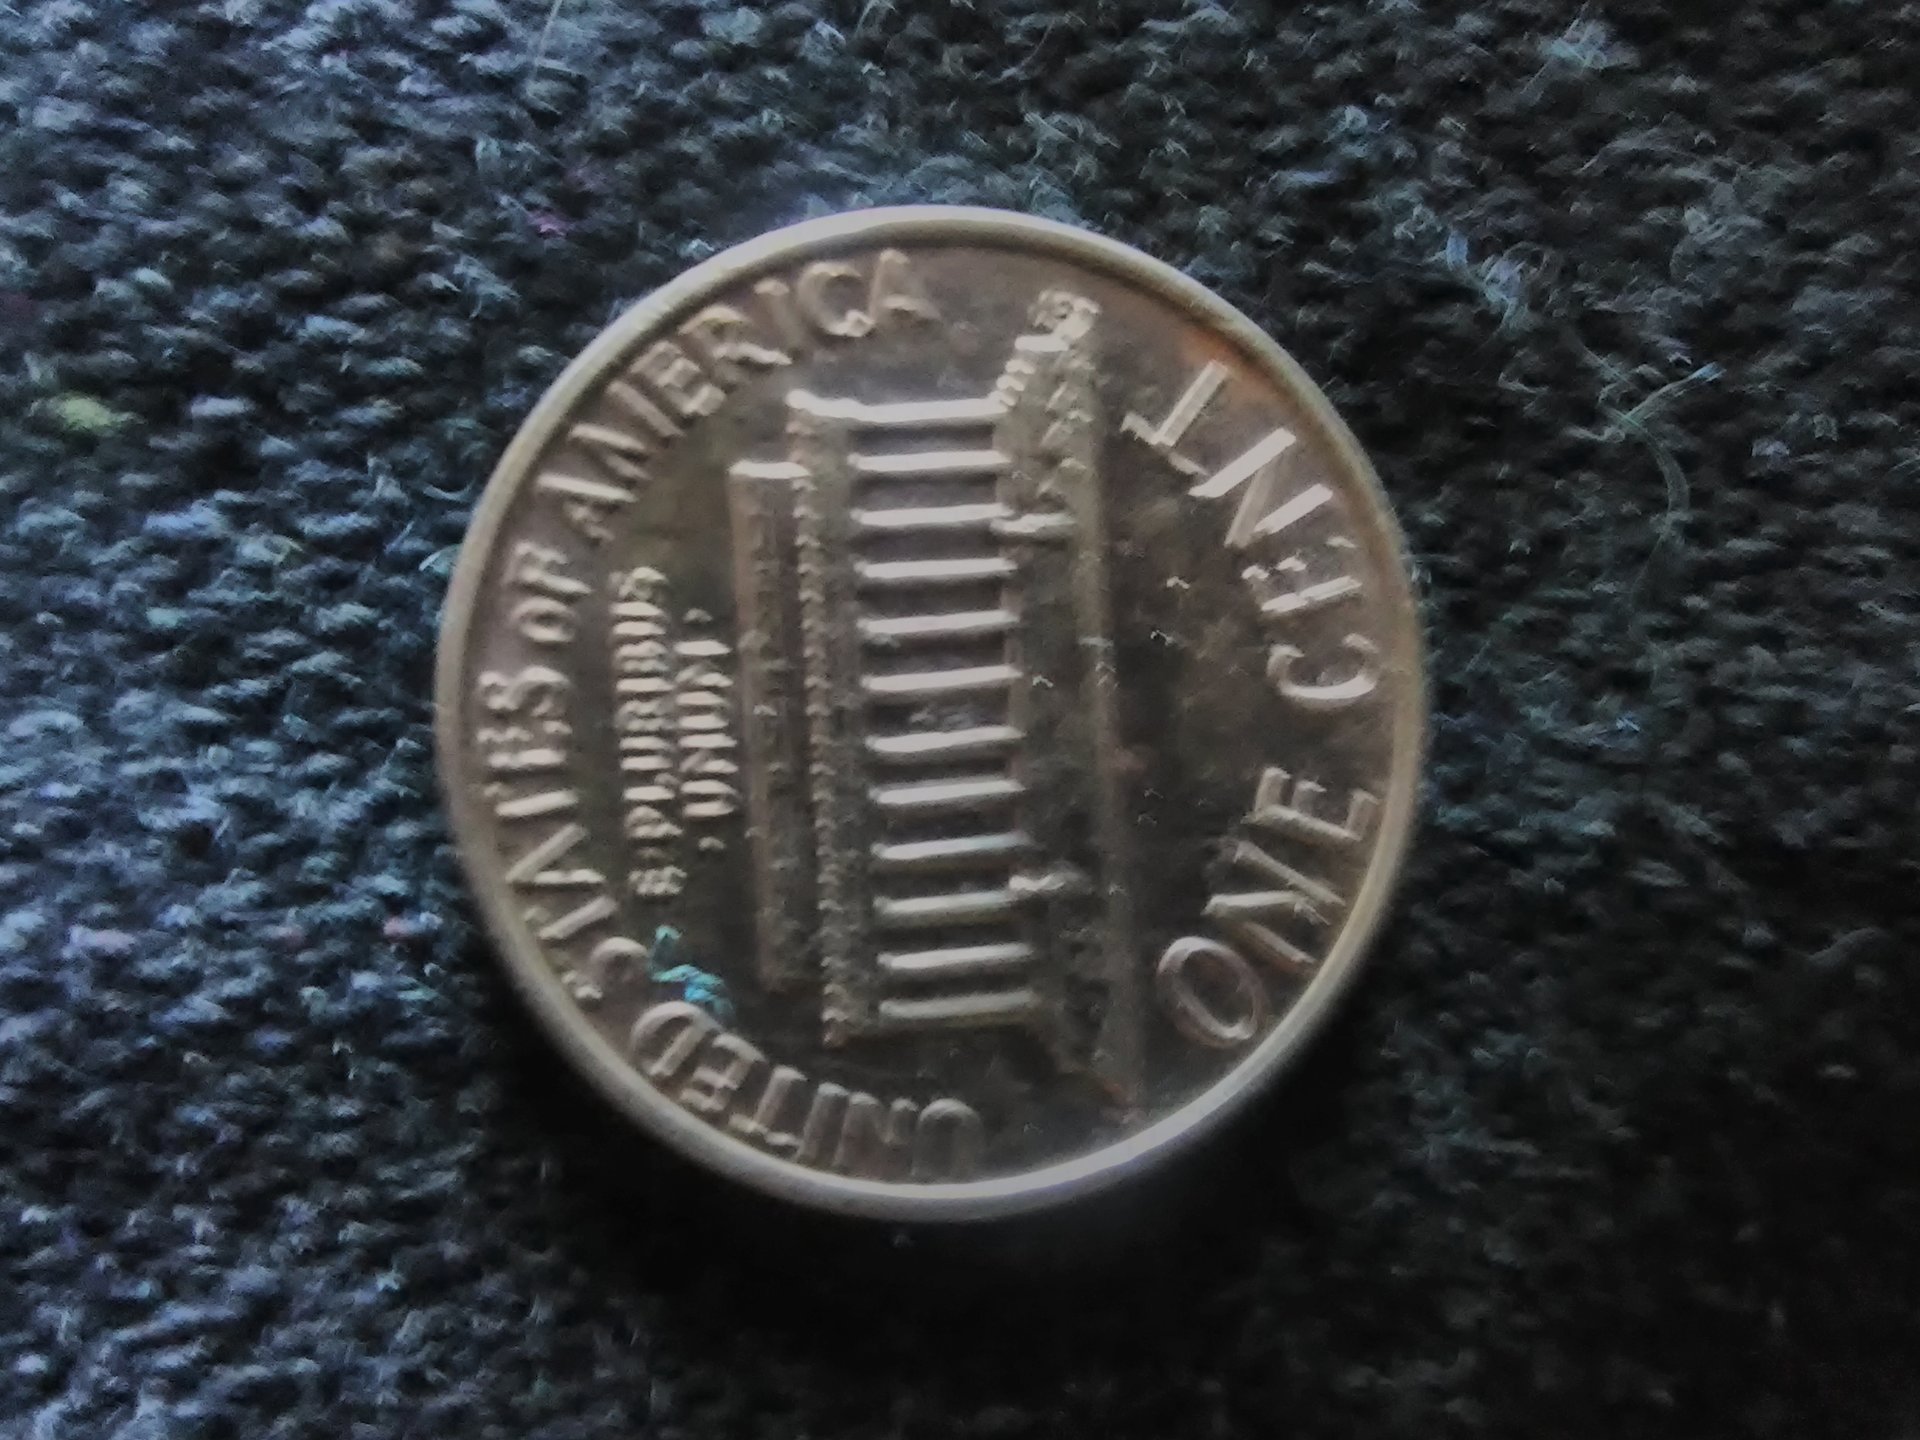 UNITED STATES OF AMERICA
E·PLURIBUS
·UNUM·
ONE CENT